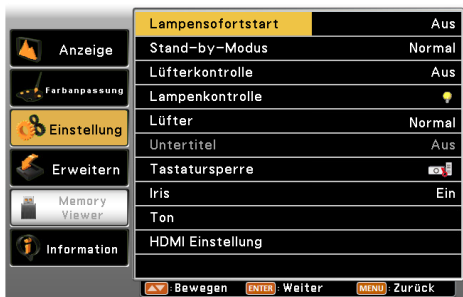 Anzeige
Farbanpassung
Einstellung
Erweitern
Memory
Viewer
Information
Lampensofortstart Aus
Stand-by-Modus Normal
Lüfterkontrolle Aus
Lampenkontrolle
Lüfter Normal
Untertitel Aus
Tastatursperre
Iris Ein
Ton
HDMI Einstellung
:Bewegen ENTER :Weiter MENU :Zurück